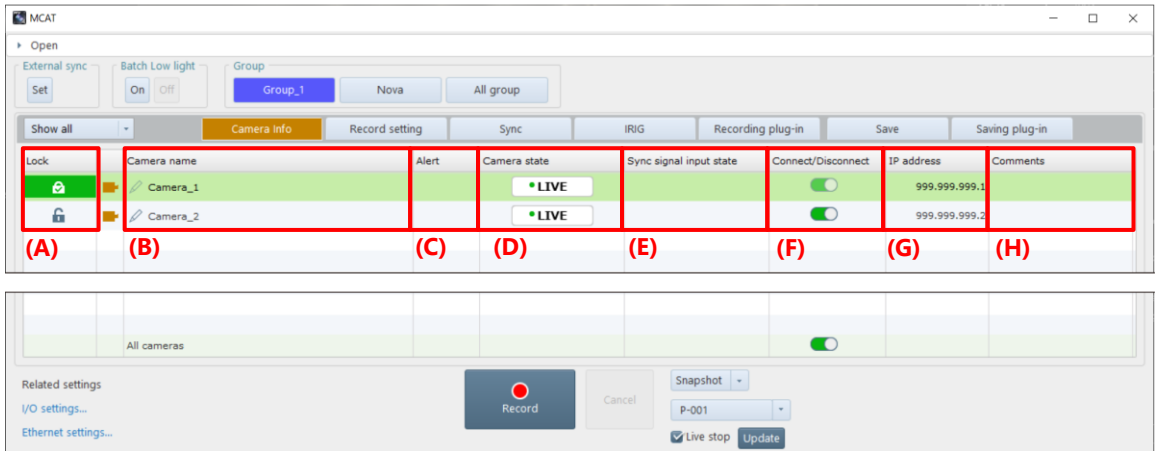 MCAT
Open
External sync Batch Low light Group
Set On Off Group_1 Nova All group
Show all Camera Info Record setting Sync IRIG Recording plug-in Save Saving plug-in
Lock Camera name Alert Camera state Sync signal input state Connect/Disconnect IP address Comments
Camera_1 LIVE 999.999.999.1
Camera_2 LIVE 999.999.999.2
(A) (B) (C) (D) (E) (F) (G) (H)
All cameras
Related settings
I/O settings...
Ethernet settings...
Record
Cancel
Snapshot
P-001
Live stop Update